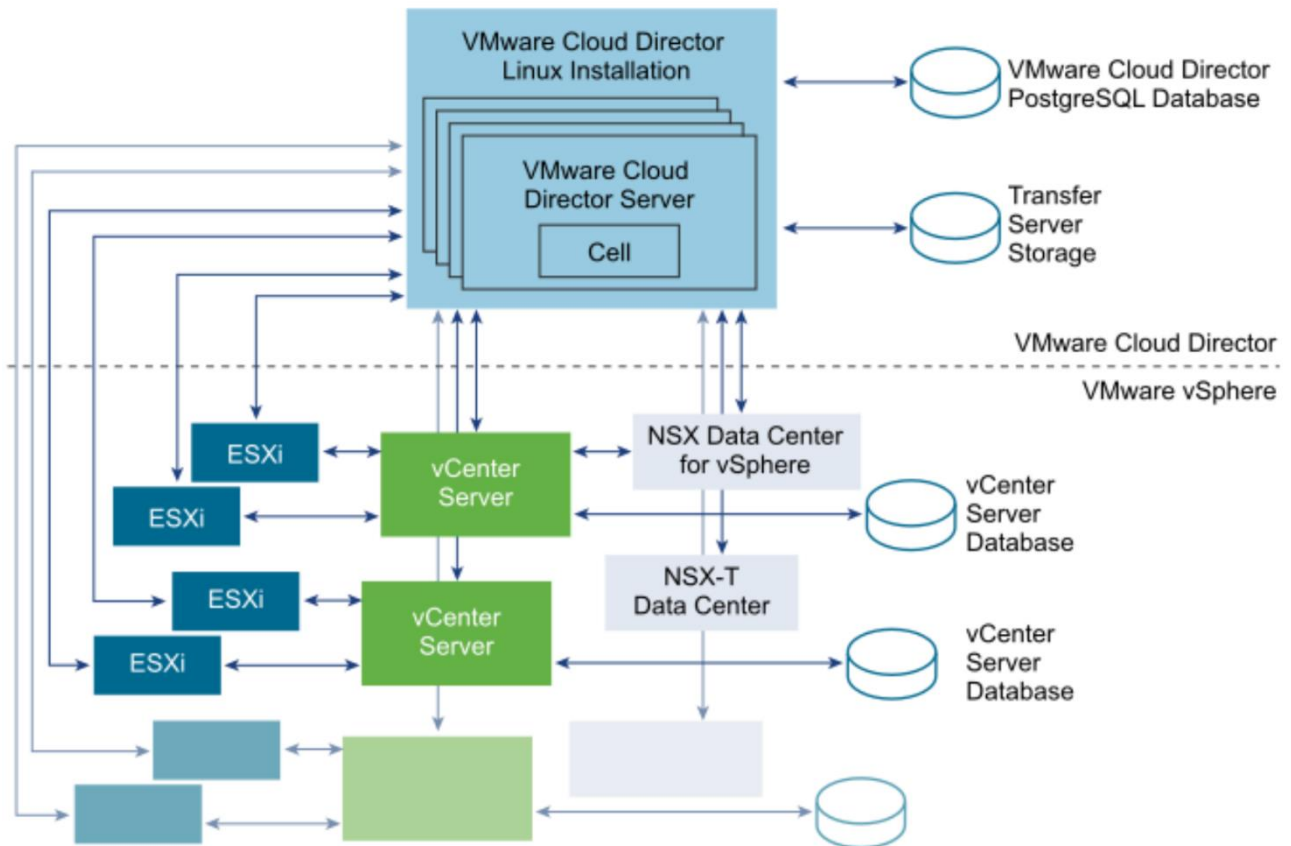 VMware Cloud Director
Linux Installation
VMware Cloud Director
PostgreSQL Database
VMware Cloud
Director Server
Cell
Transfer
Server
Storage
VMware Cloud Director
VMware vSphere
ESXi
vCenter
Server
NSX Data Center
for vSphere
ESXi
vCenter
Server
Database
ESXi
vCenter
Server
NSX-T
Data Center
ESXi
vCenter
Server
Database